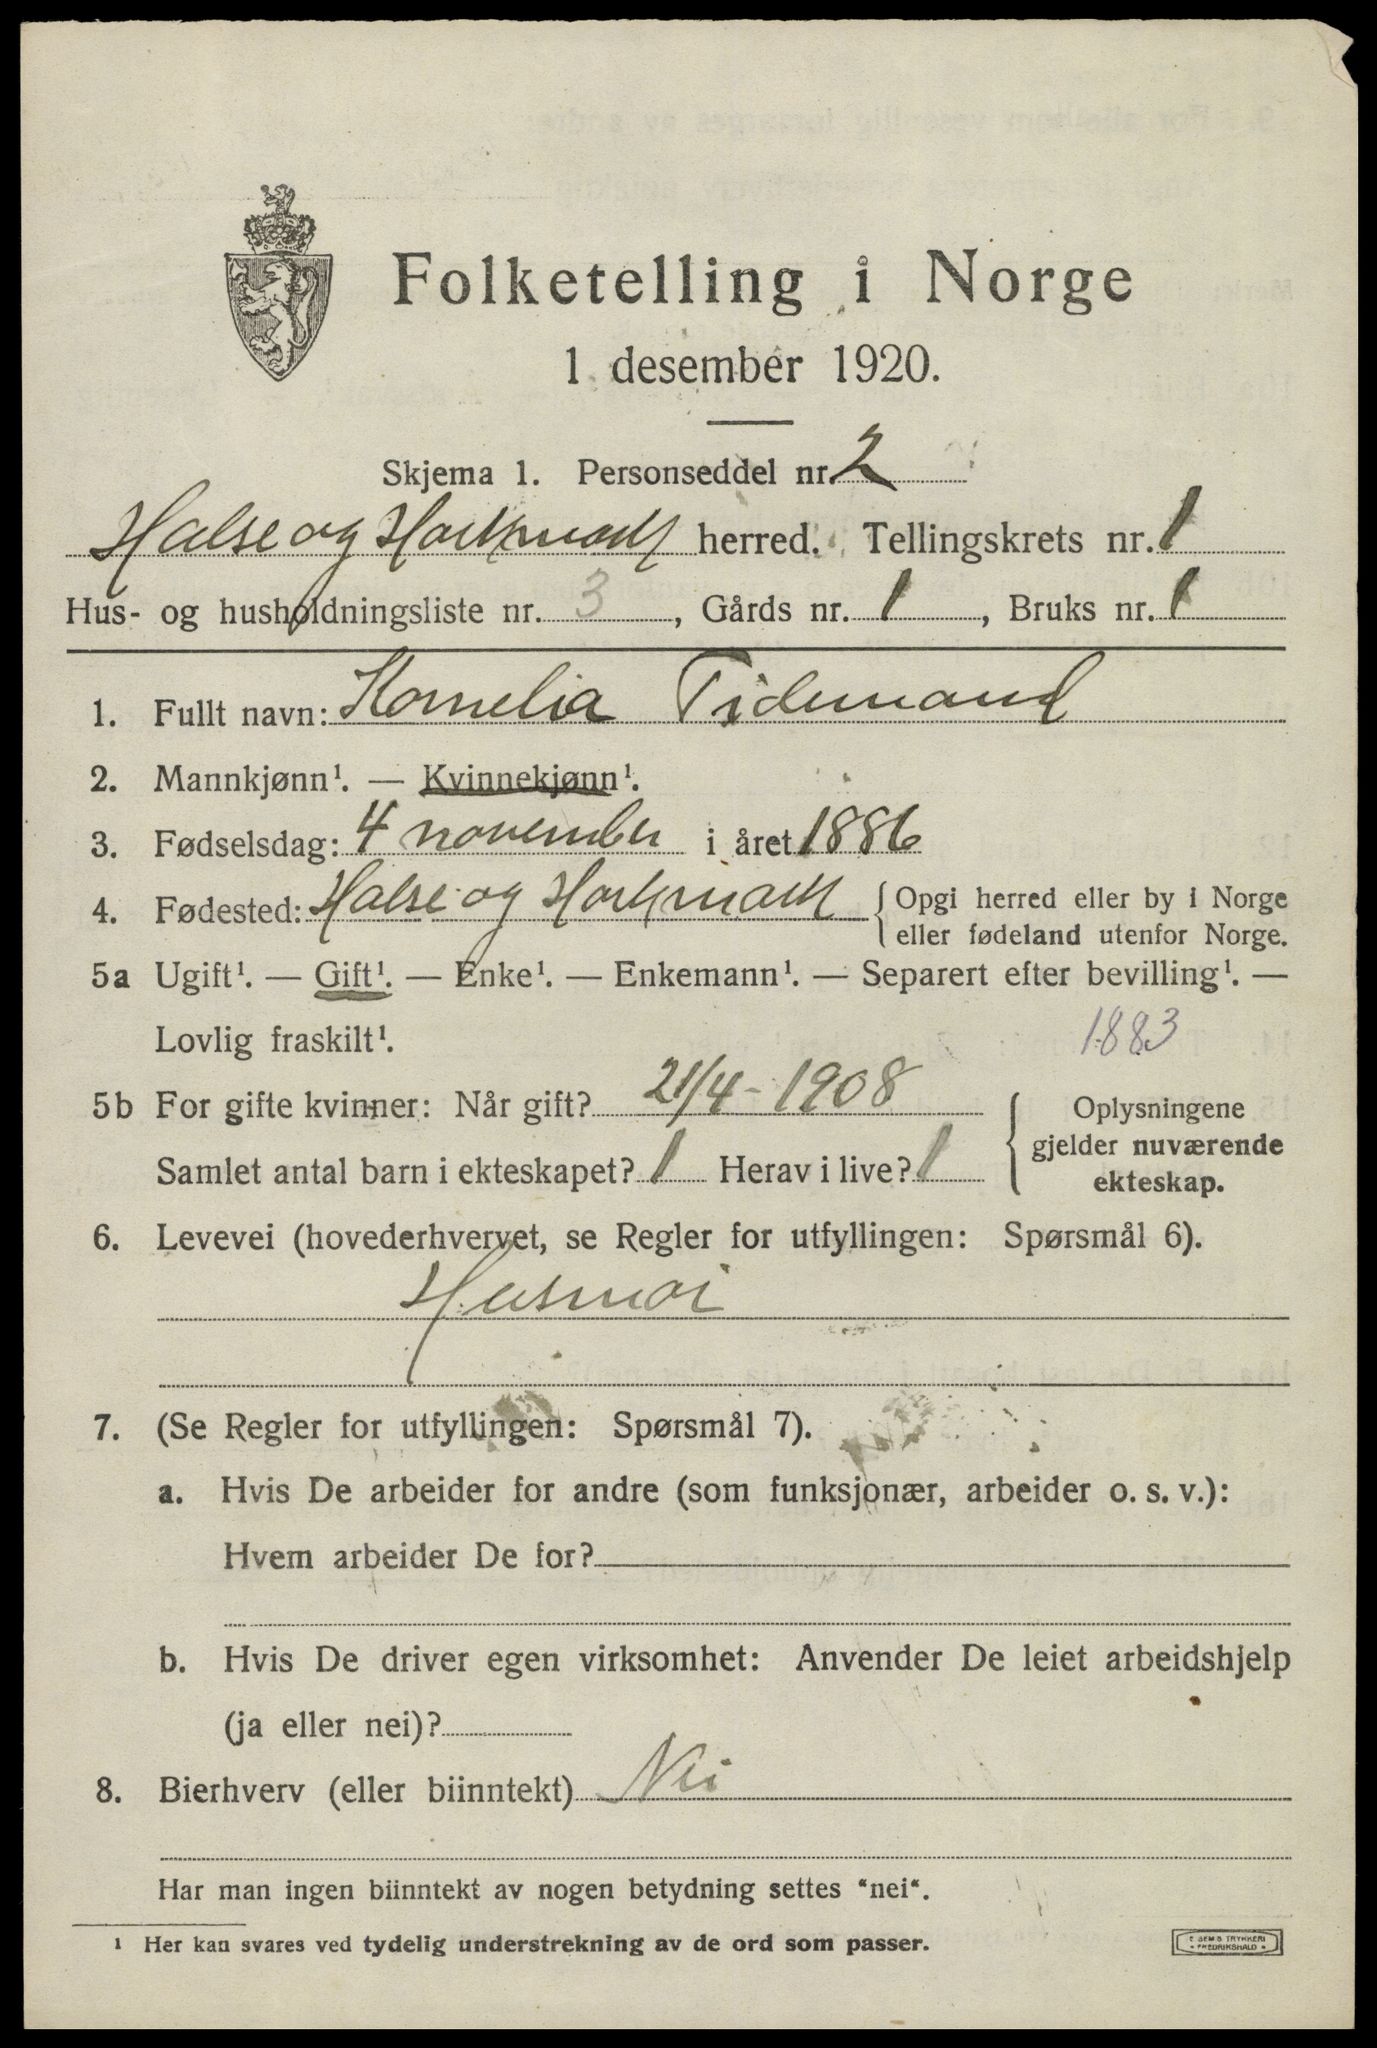 Folketelling i Norge
1 desember 1920.
Skjema 1. Personseddel nr. 2
Halse og Harkmark herred. Tellingskrets nr. 1
Hus- og husholdningsliste nr. 3, Gårds nr. 1, Bruks nr. 1
1. Fullt navn: Kornelia Tidemand
2. Mannkjønn¹. — Kvinnekjønn¹.
3. Fødselsdag: 4 november i året 1886
4. Fødested: Halse og Harkmark { Opgi herred eller by i Norge
eller fødeland utenfor Norge.
5a Ugift¹. — Gift¹. — Enke¹. — Enkemann¹. — Separert efter bevilling¹. —
Lovlig fraskilt¹.
1883
5b For gifte kvinner: Når gift? 21/4 - 1908
Samlet antal barn i ekteskapet? 1 Herav i live? 1
Oplysningene
gjelder nuværende
ekteskap.
6. Levevei (hovederhvervet, se Regler for utfyllingen: Spørsmål 6).
Husmor
7. (Se Regler for utfyllingen: Spørsmål 7).
a. Hvis De arbeider for andre (som funksjonær, arbeider o. s. v.):
Hvem arbeider De for?
b. Hvis De driver egen virksomhet: Anvender De leiet arbeidshjelp
(ja eller nei)?
8. Bierhverv (eller biinntekt) Nei
Har man ingen biinntekt av nogen betydning settes "nei".
¹ Her kan svares ved tydelig understrekning av de ord som passer.
E SEMS TRYKKERI
• FREDRIKSHALD •